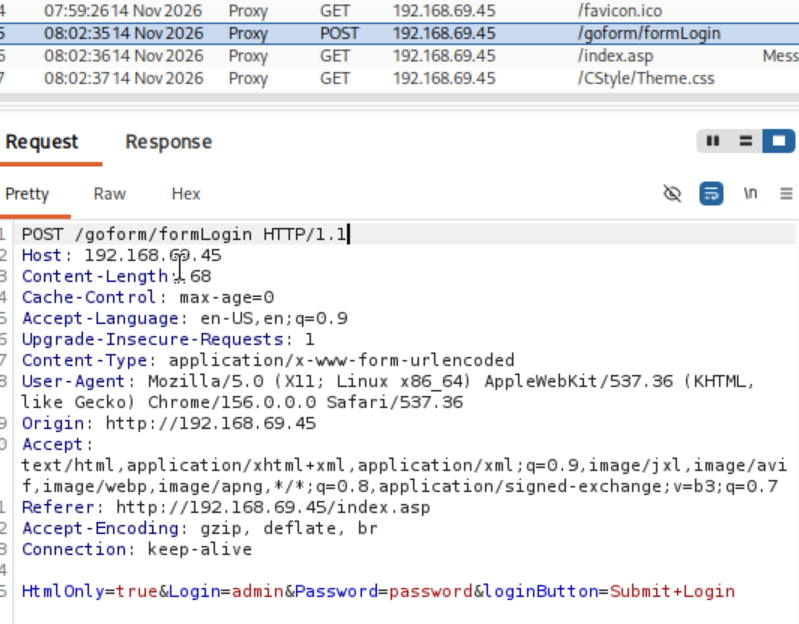 4 07:59:26 14 Nov 2026 Proxy GET 192.168.69.45 /favicon.ico
5 08:02:35 14 Nov 2026 Proxy POST 192.168.69.45 /goform/formLogin
6 08:02:36 14 Nov 2026 Proxy GET 192.168.69.45 /index.asp Mess
7 08:02:37 14 Nov 2026 Proxy GET 192.168.69.45 /CStyle/Theme.css
Request Response
Pretty Raw Hex \n
1 POST /goform/formLogin HTTP/1.1
2 Host: 192.168.69.45
3 Content-Length: 68
4 Cache-Control: max-age=0
5 Accept-Language: en-US,en;q=0.9
6 Upgrade-Insecure-Requests: 1
7 Content-Type: application/x-www-form-urlencoded
8 User-Agent: Mozilla/5.0 (X11; Linux x86_64) AppleWebKit/537.36 (KHTML,
like Gecko) Chrome/156.0.0.0 Safari/537.36
9 Origin: http://192.168.69.45
0 Accept:
text/html,application/xhtml+xml,application/xml;q=0.9,image/jxl,image/avi
f,image/webp,image/apng,*/*;q=0.8,application/signed-exchange;v=b3;q=0.7
1 Referer: http://192.168.69.45/index.asp
2 Accept-Encoding: gzip, deflate, br
3 Connection: keep-alive
4
5 HtmlOnly=true&Login=admin&Password=password&loginButton=Submit+Login